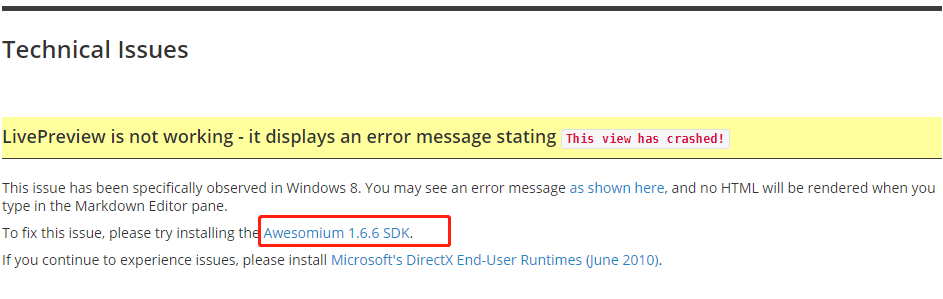 Technical Issues
LivePreview is not working - it displays an error message stating This view has crashed!
This issue has been specifically observed in Windows 8. You may see an error message as shown here, and no HTML will be rendered when you
type in the Markdown Editor pane.
To fix this issue, please try installing the Awesomium 1.6.6 SDK.
If you continue to experience issues, please install Microsoft's DirectX End-User Runtimes (June 2010).